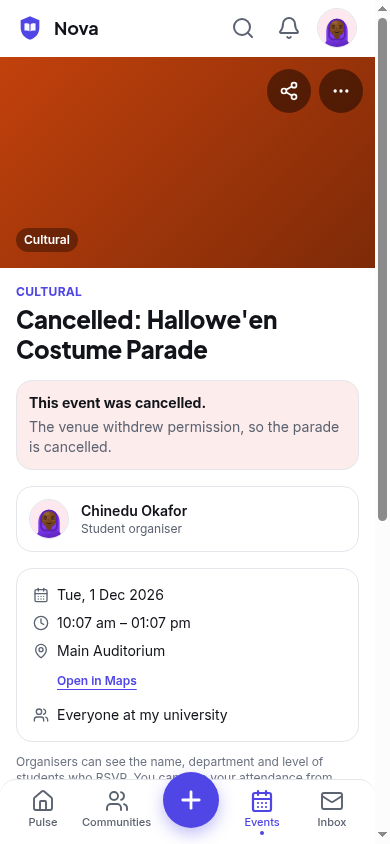 Nova
Cultural
CULTURAL
Cancelled: Hallowe'en
Costume Parade
This event was cancelled.
The venue withdrew permission, so the parade
is cancelled.
Chinedu Okafor
Student organiser
Tue, 1 Dec 2026
10:07 am – 01:07 pm
Main Auditorium
Open in Maps
Everyone at my university
Organisers can see the name, department and level of
students who RSVP. You can your attendance from
Pulse
Communities
Events
Inbox